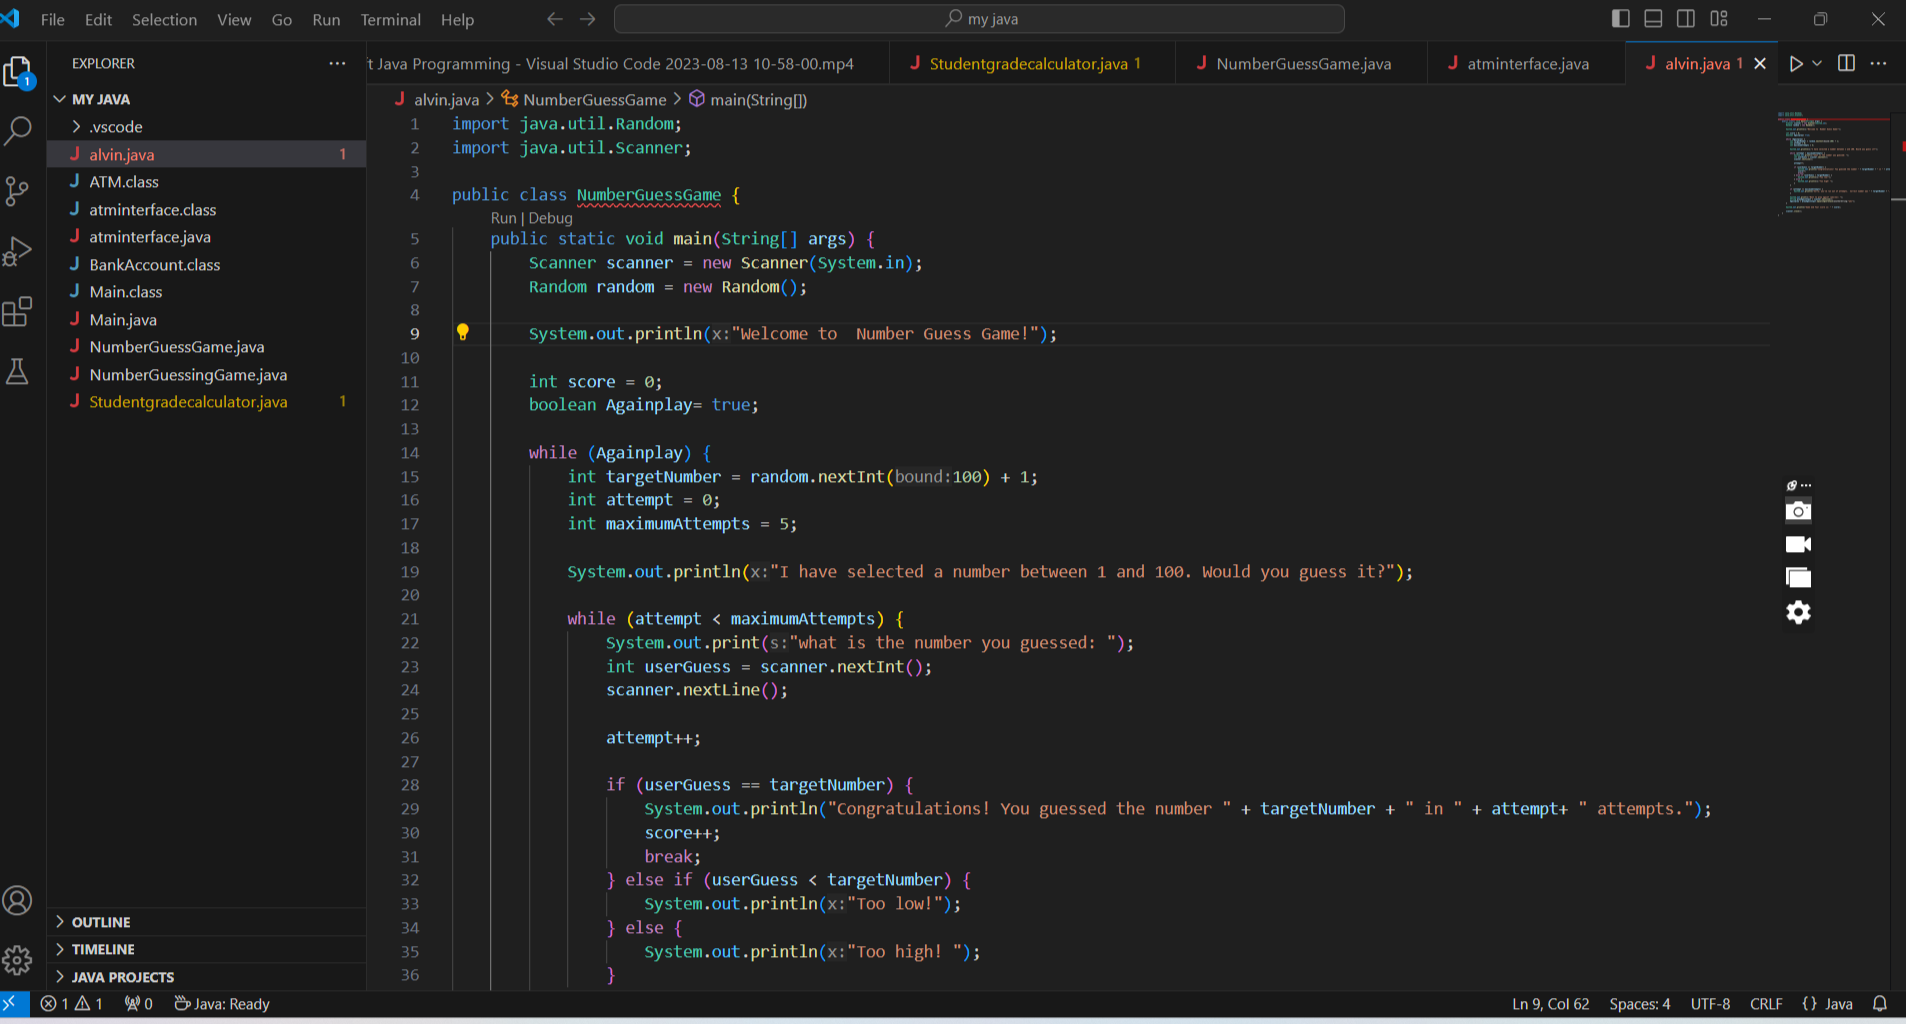 File Edit Selection View Go Run Terminal Help
my java
EXPLORER
MY JAVA
.vscode
alvin.java 1
ATM.class
atminterface.class
atminterface.java
BankAccount.class
Main.class
Main.java
NumberGuessGame.java
NumberGuessingGame.java
Studentgradecalculator.java 1
OUTLINE
TIMELINE
JAVA PROJECTS
1
t Java Programming - Visual Studio Code 2023-08-13 10-58-00.mp4 Studentgradecalculator.java 1 NumberGuessGame.java atminterface.java alvin.java 1
alvin.java > NumberGuessGame > main(String[])
1 import java.util.Random;
2 import java.util.Scanner;
3
4 public class NumberGuessGame {
Run | Debug
5 public static void main(String[] args) {
6 Scanner scanner = new Scanner(System.in);
7 Random random = new Random();
8
9 System.out.println(x:"Welcome to  Number Guess Game!");
10
11 int score = 0;
12 boolean Againplay= true;
13
14 while (Againplay) {
15 int targetNumber = random.nextInt(bound:100) + 1;
16 int attempt = 0;
17 int maximumAttempts = 5;
18
19 System.out.println(x:"I have selected a number between 1 and 100. Would you guess it?");
20
21 while (attempt < maximumAttempts) {
22 System.out.print(s:"what is the number you guessed: ");
23 int userGuess = scanner.nextInt();
24 scanner.nextLine();
25
26 attempt++;
27
28 if (userGuess == targetNumber) {
29 System.out.println("Congratulations! You guessed the number " + targetNumber + " in " + attempt+ " attempts.");
30 score++;
31 break;
32 } else if (userGuess < targetNumber) {
33 System.out.println(x:"Too low!");
34 } else {
35 System.out.println(x:"Too high! ");
36 }
1 1 0 Java: Ready Ln 9, Col 62 Spaces: 4 UTF-8 CRLF {} Java